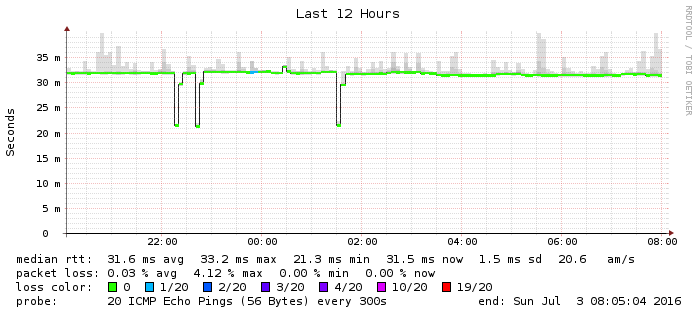 Last 12 Hours
RRDTOOL / TOBI OETIKER
Seconds
35 m
30 m
25 m
20 m
15 m
10 m
5 m
0
22:00 00:00 02:00 04:00 06:00 08:00
median rtt: 31.6 ms avg 33.2 ms max 21.3 ms min 31.5 ms now 1.5 ms sd 20.6 am/s
packet loss: 0.03 % avg 4.12 % max 0.00 % min 0.00 % now
loss color: 0 1/20 2/20 3/20 4/20 10/20 19/20
probe: 20 ICMP Echo Pings (56 Bytes) every 300s end: Sun Jul 3 08:05:04 2016